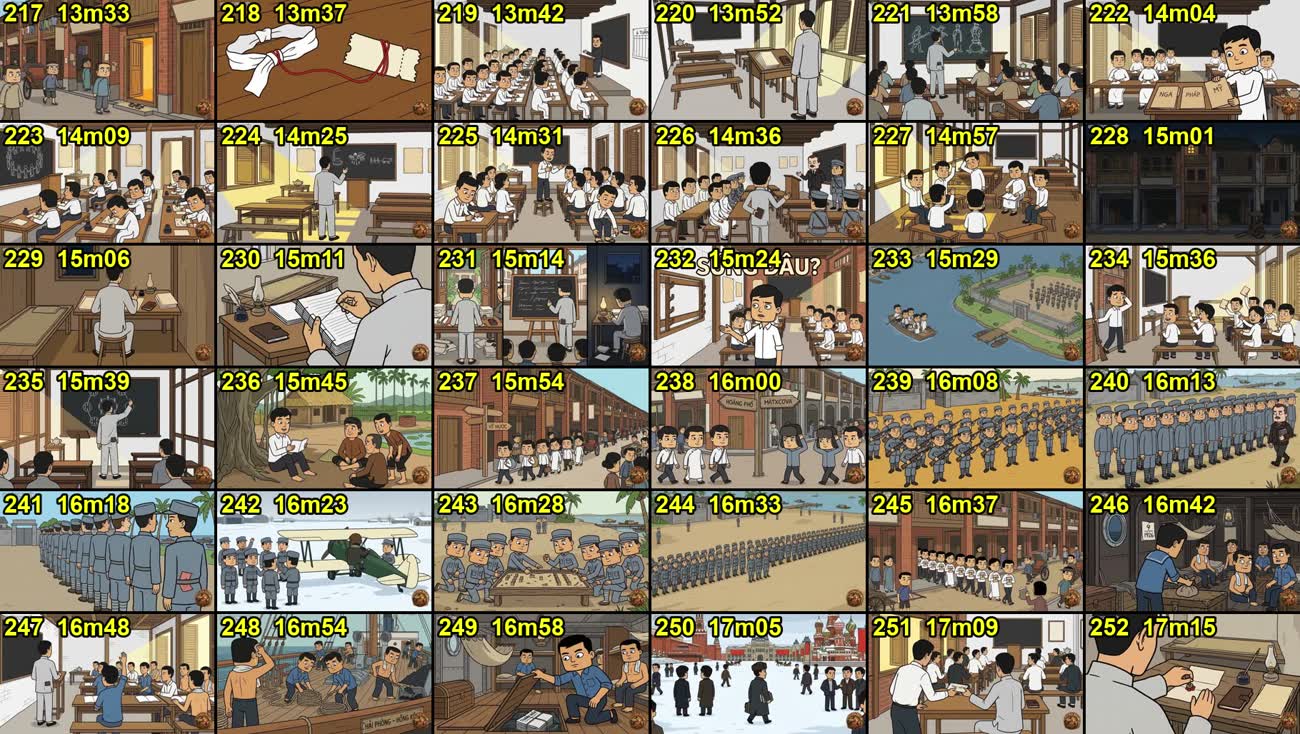 217 13m33
218 13m37
219 13m42
220 13m52
221 13m58
222 14m04
NGA
PHÁP
MỸ
223 14m09
224 14m25
225 14m31
226 14m36
227 14m57
228 15m01
229 15m06
230 15m11
231 15m14
232 15m24
SÚNG ĐÂU?
233 15m29
234 15m36
235 15m39
236 15m45
237 15m54
238 16m00
HOÀNG PHỐ
MÁTXCƠVA
239 16m08
240 16m13
241 16m18
242 16m23
243 16m28
244 16m33
245 16m37
246 16m42
247 16m48
248 16m54
HẢI PHÒNG - HỒNG
249 16m58
250 17m05
251 17m09
252 17m15